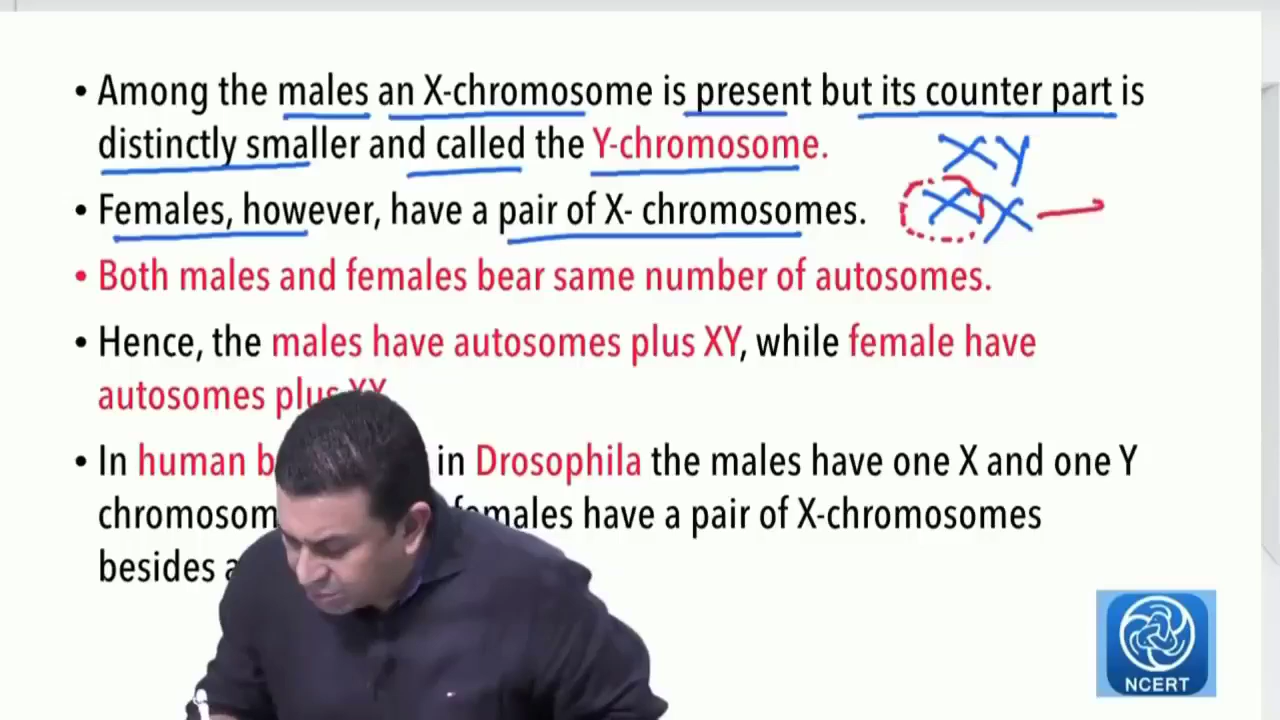 • Among the males an X-chromosome is present but its counter part is
distinctly smaller and called the Y-chromosome.
XY
• Females, however, have a pair of X- chromosomes.
XX
• Both males and females bear same number of autosomes.
• Hence, the males have autosomes plus XY, while female have
autosomes plus XX
• In human b in Drosophila the males have one X and one Y
chromosom females have a pair of X-chromosomes
besides a
NCERT